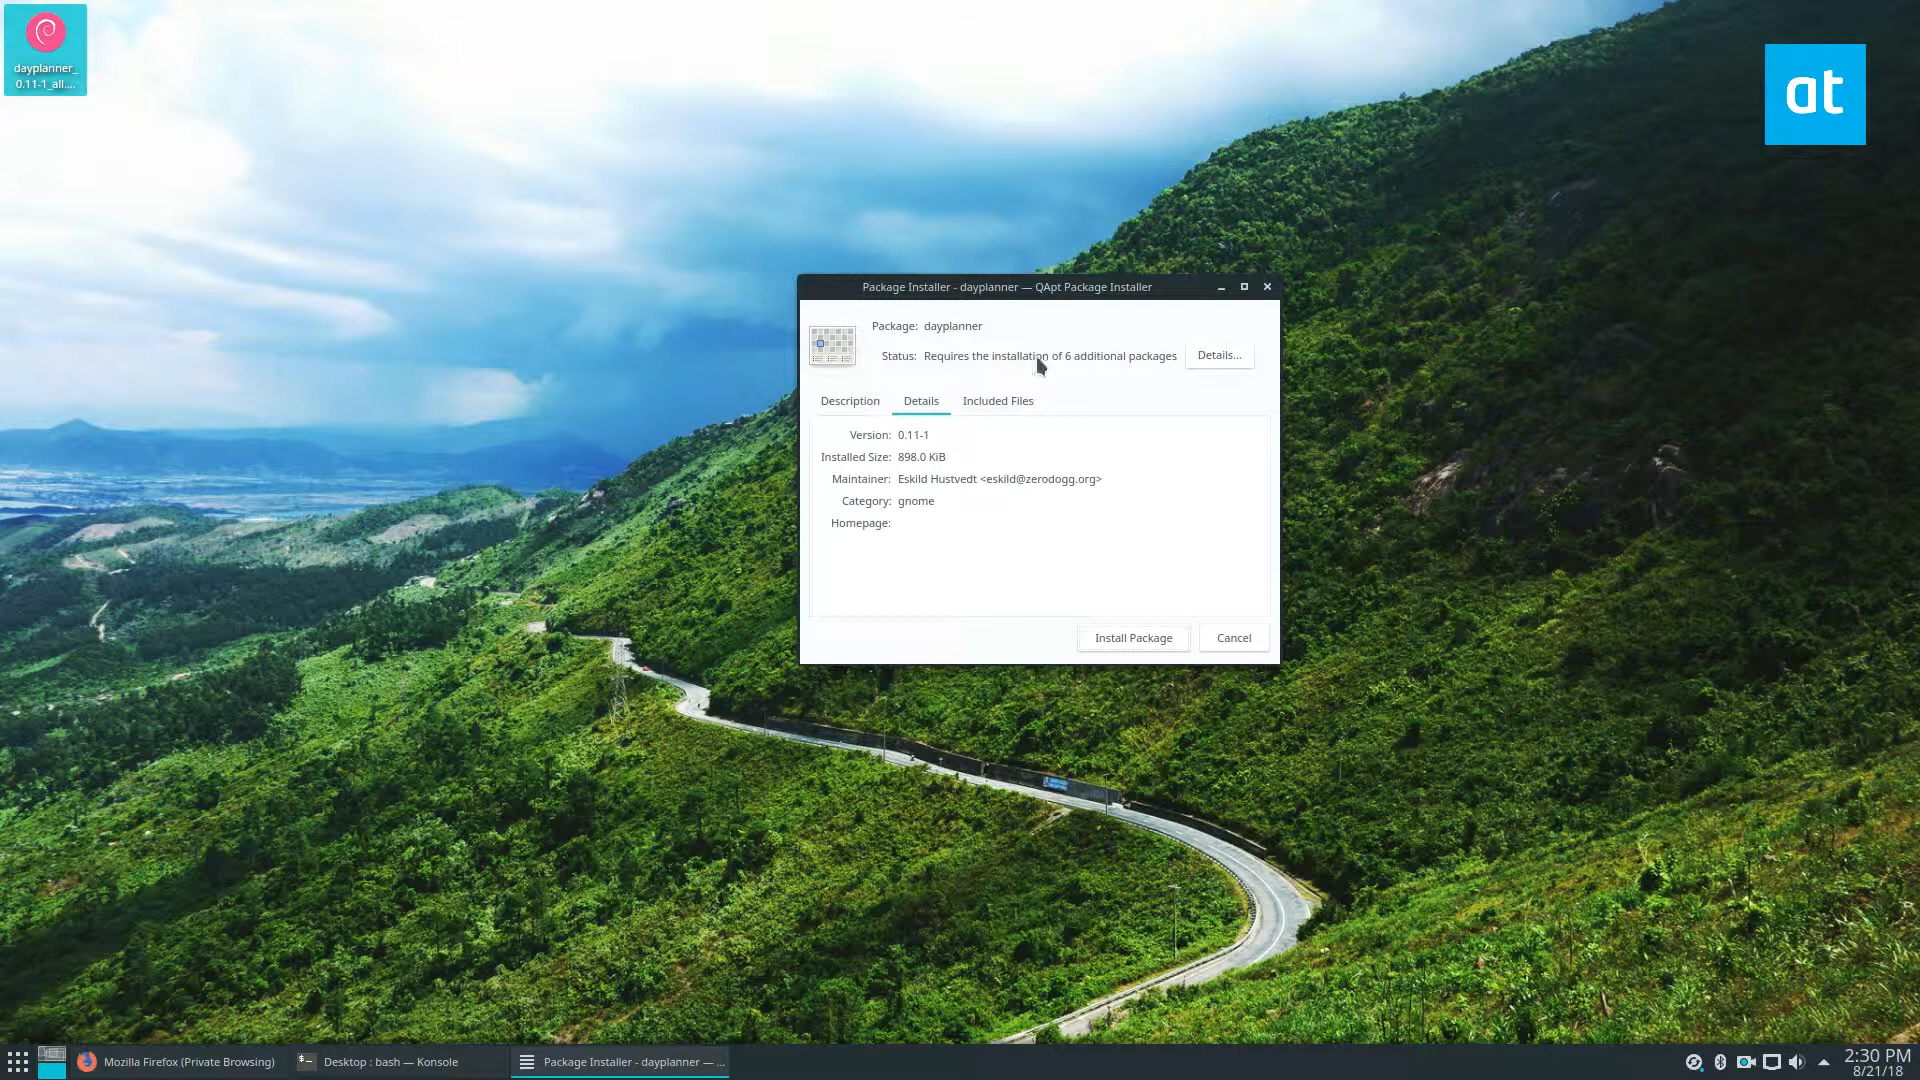 dayplanner_
0.11-1_all....
at
Package Installer - dayplanner — QApt Package Installer
Package: dayplanner
Status: Requires the installation of 6 additional packages
Details...
Description
Details
Included Files
Version: 0.11-1
Installed Size: 898.0 KiB
Maintainer: Eskild Hustvedt <eskild@zerodogg.org>
Category: gnome
Homepage:
Install Package
Cancel
Mozilla Firefox (Private Browsing)
Desktop : bash — Konsole
Package Installer - dayplanner — ...
2:30 PM
8/21/18